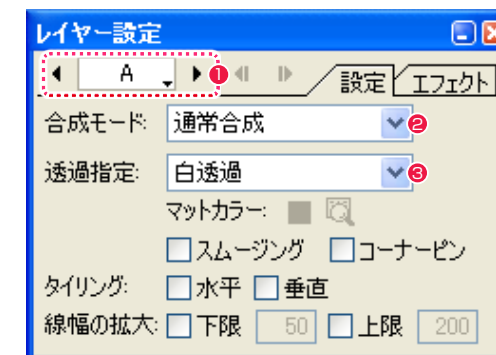 レイヤー設定
A ❶ 設定 エフェクト
合成モード: 通常合成 ❷
透過指定: 白透過 ❸
マットカラー:
スムージング コーナーピン
タイリング: 水平 垂直
線幅の拡大: 下限 50 上限 200